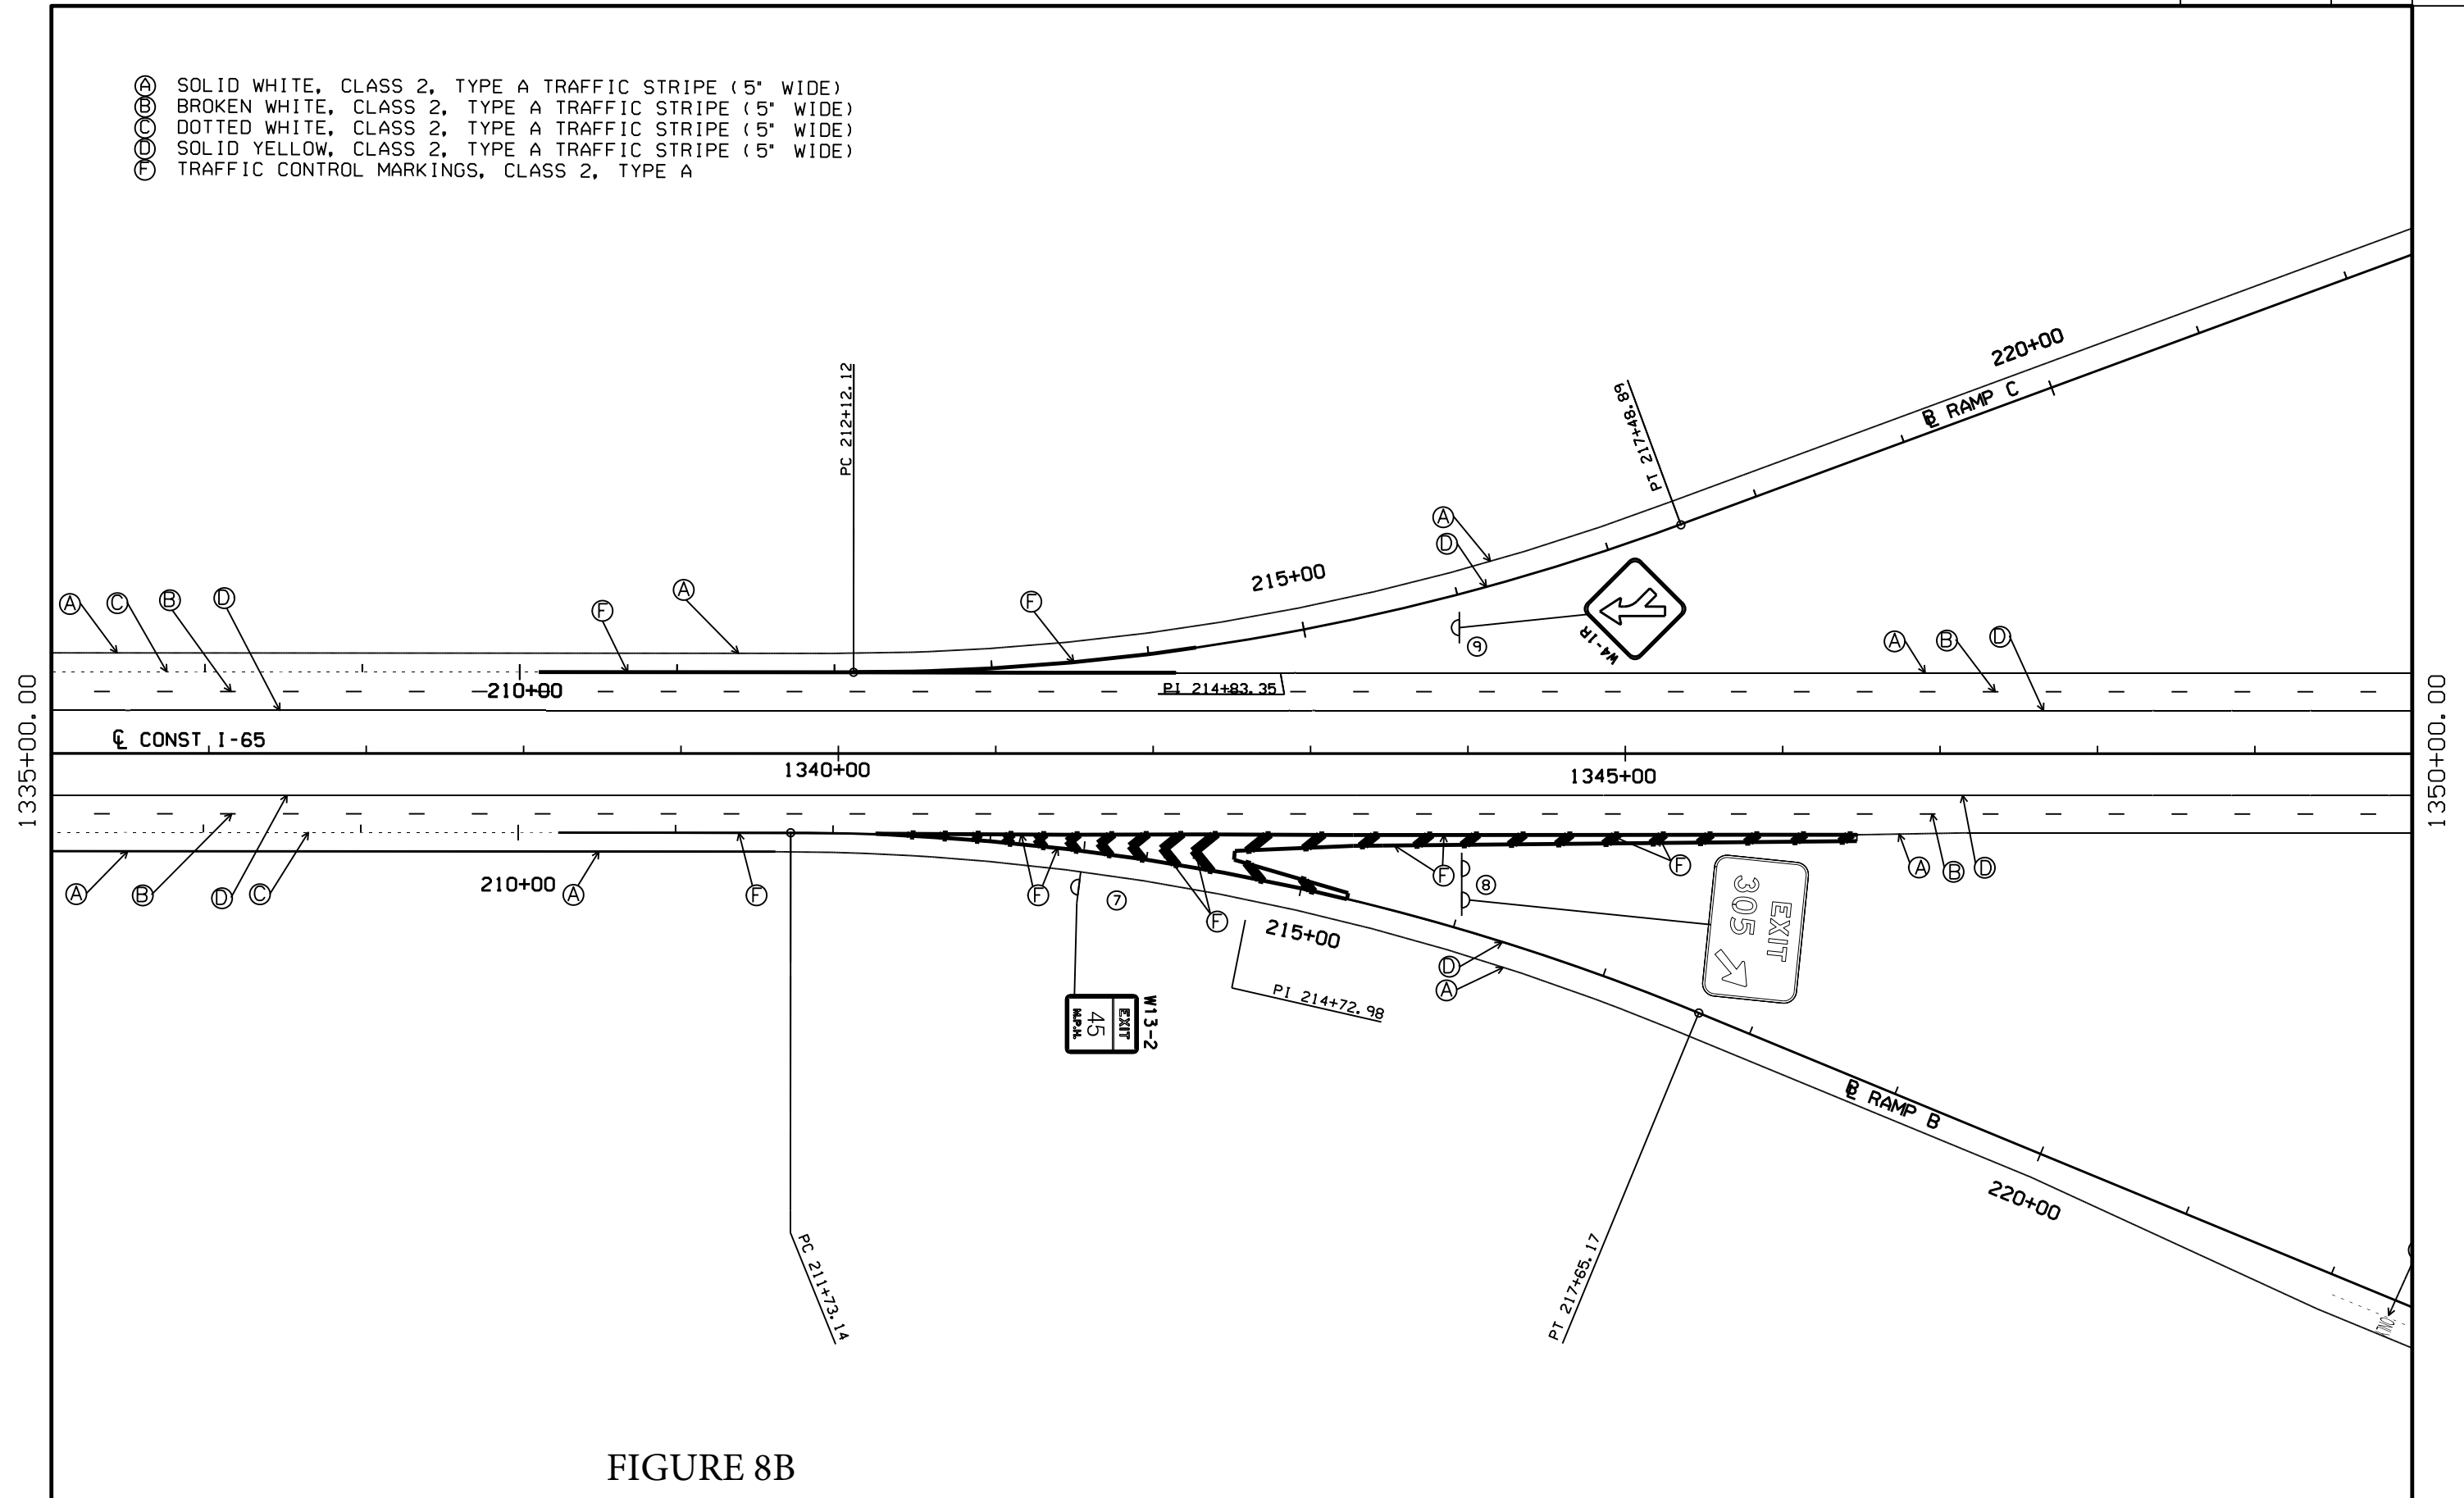 Ⓐ SOLID WHITE, CLASS 2, TYPE A TRAFFIC STRIPE (5" WIDE)
Ⓑ BROKEN WHITE, CLASS 2, TYPE A TRAFFIC STRIPE (5" WIDE)
Ⓒ DOTTED WHITE, CLASS 2, TYPE A TRAFFIC STRIPE (5" WIDE)
Ⓓ SOLID YELLOW, CLASS 2, TYPE A TRAFFIC STRIPE (5" WIDE)
Ⓕ TRAFFIC CONTROL MARKINGS, CLASS 2, TYPE A
220+00
℄ RAMP C
PC 212+12.12
PT 217+48.89
Ⓐ
Ⓓ
215+00
Ⓐ Ⓒ Ⓑ Ⓓ
Ⓕ
Ⓐ
Ⓕ
⑨
W4-1R
Ⓐ Ⓑ Ⓓ
210+00
PI 214+83.35
1335+00.00
1350+00.00
℄ CONST I-65
1340+00
1345+00
Ⓐ Ⓑ Ⓓ Ⓒ
210+00
Ⓐ
Ⓕ
Ⓕ
⑦
Ⓕ
Ⓕ
⑧
Ⓕ
Ⓐ Ⓑ Ⓓ
EXIT
305
215+00
PI 214+72.98
Ⓓ
Ⓐ
W13-2
EXIT
45
M.P.H.
℄ RAMP B
220+00
PC 211+73.14
PT 217+65.17
FIGURE 8B